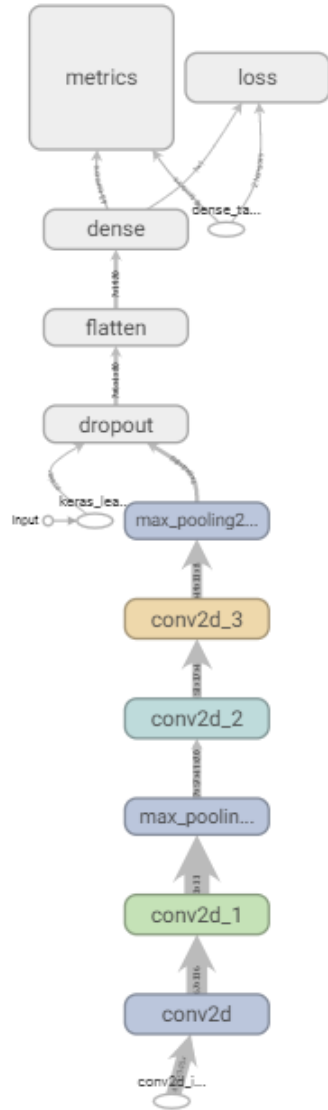 metrics
loss
dense_ta...
dense
flatten
dropout
keras_lea...
Input
max_pooling2...
conv2d_3
conv2d_2
max_poolin...
conv2d_1
conv2d
conv2d_i...